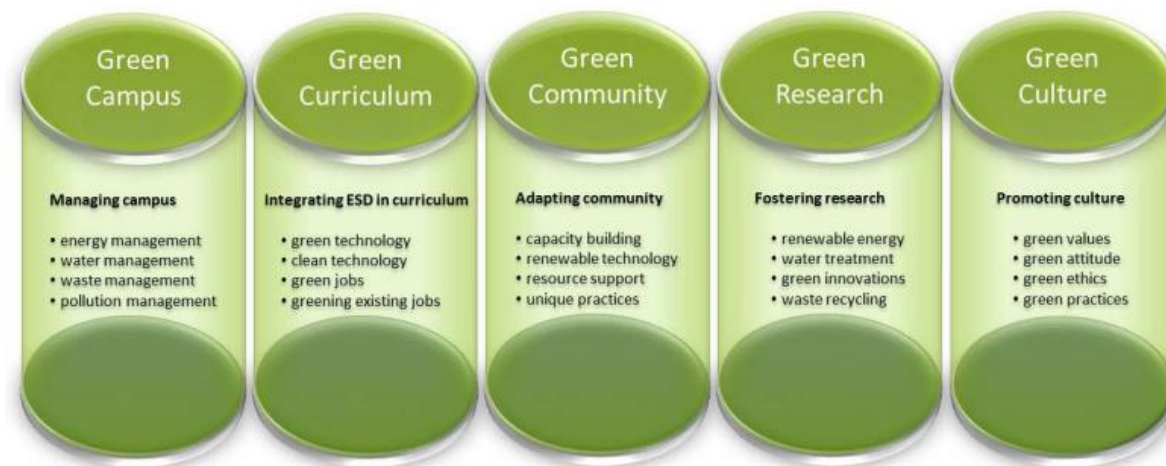 Green
Campus
Managing campus
• energy management
• water management
• waste management
• pollution management
Green
Curriculum
Integrating ESD in curriculum
• green technology
• clean technology
• green jobs
• greening existing jobs
Green
Community
Adapting community
• capacity building
• renewable technology
• resource support
• unique practices
Green
Research
Fostering research
• renewable energy
• water treatment
• green innovations
• waste recycling
Green
Culture
Promoting culture
• green values
• green attitude
• green ethics
• green practices